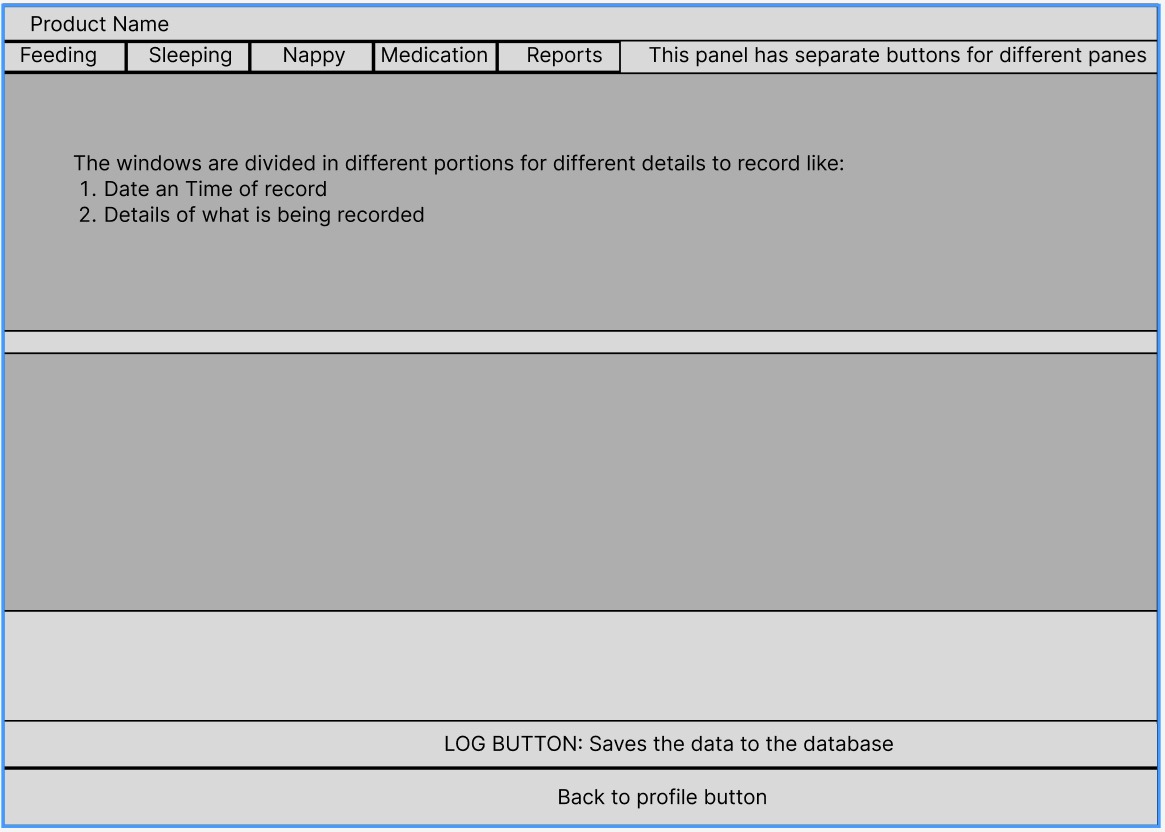 Product Name
Feeding Sleeping Nappy Medication Reports This panel has separate buttons for different panes
The windows are divided in different portions for different details to record like:
1. Date an Time of record
2. Details of what is being recorded
LOG BUTTON: Saves the data to the database
Back to profile button